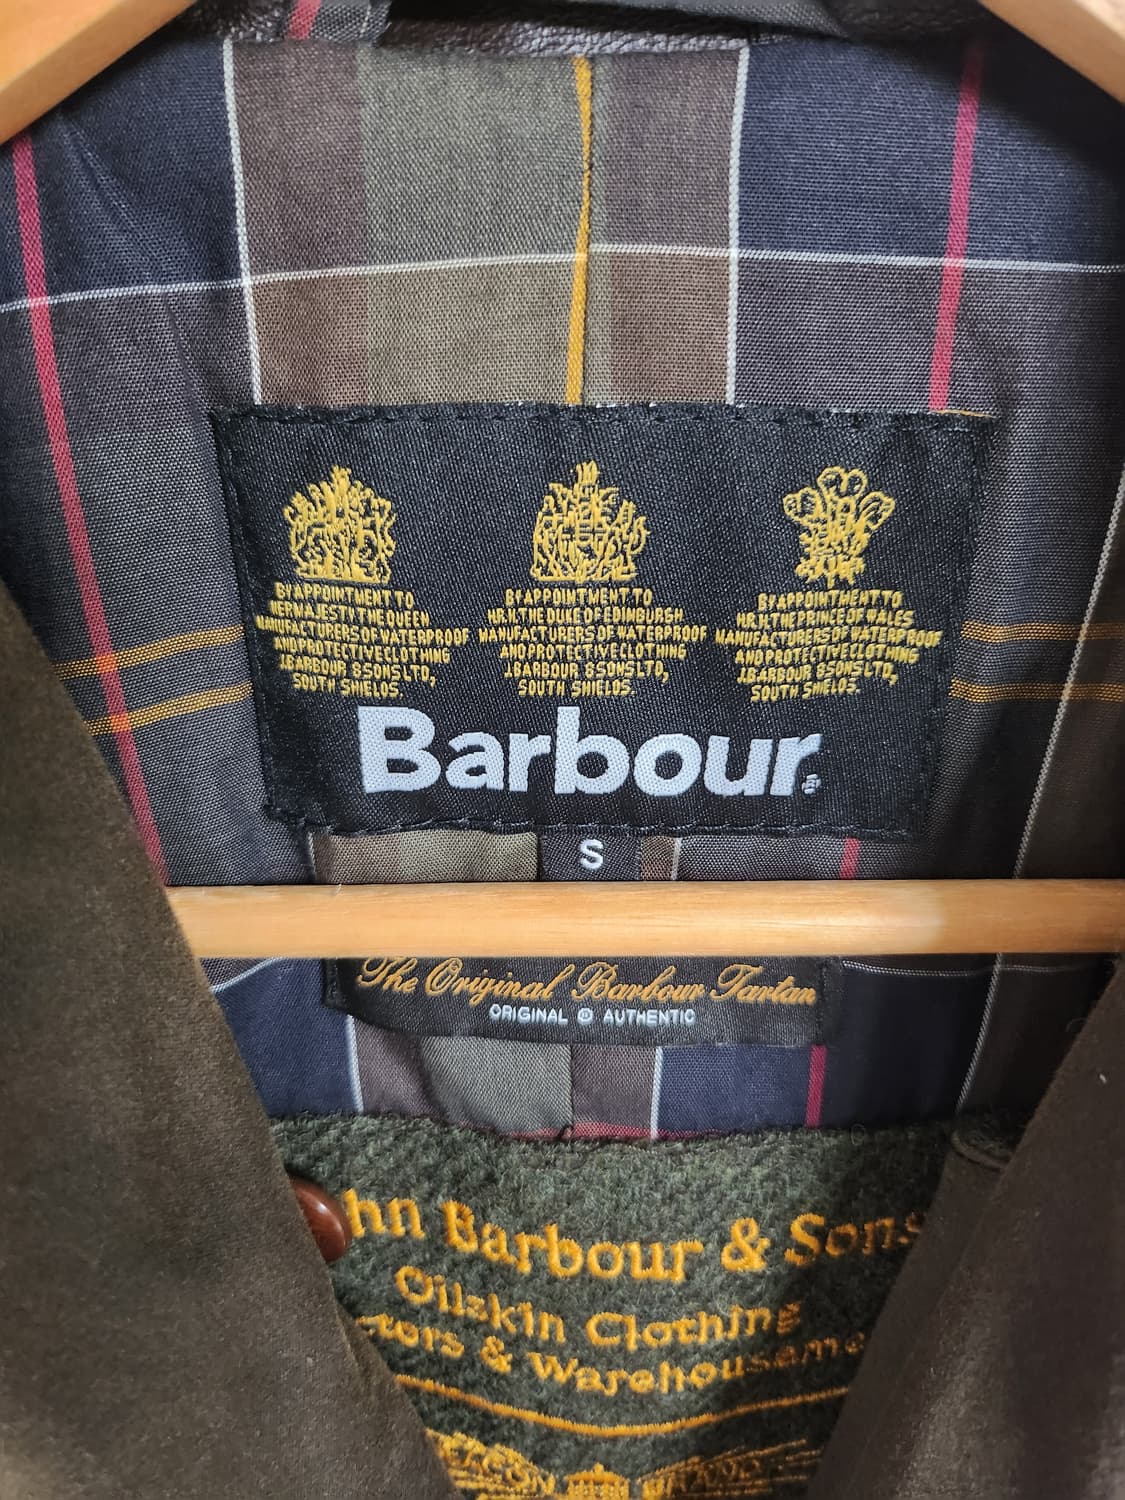 BY APPOINTMENT TO
HER MAJESTY THE QUEEN
MANUFACTURERS OF WATERPROOF
AND PROTECTIVE CLOTHING
J.BARBOUR & SONS LTD,
SOUTH SHIELDS.
BY APPOINTMENT TO
H.R.H. THE DUKE OF EDINBURGH
MANUFACTURERS OF WATERPROOF
AND PROTECTIVE CLOTHING
J.BARBOUR & SONS LTD,
SOUTH SHIELDS.
BY APPOINTMENT TO
H.R.H. THE PRINCE OF WALES
MANUFACTURERS OF WATERPROOF
AND PROTECTIVE CLOTHING
J.BARBOUR & SONS LTD,
SOUTH SHIELDS.
Barbour®
S
The Original Barbour Tartan
ORIGINAL & AUTHENTIC
hn Barbour & Sons
Oilskin Clothing
& Warehouseme